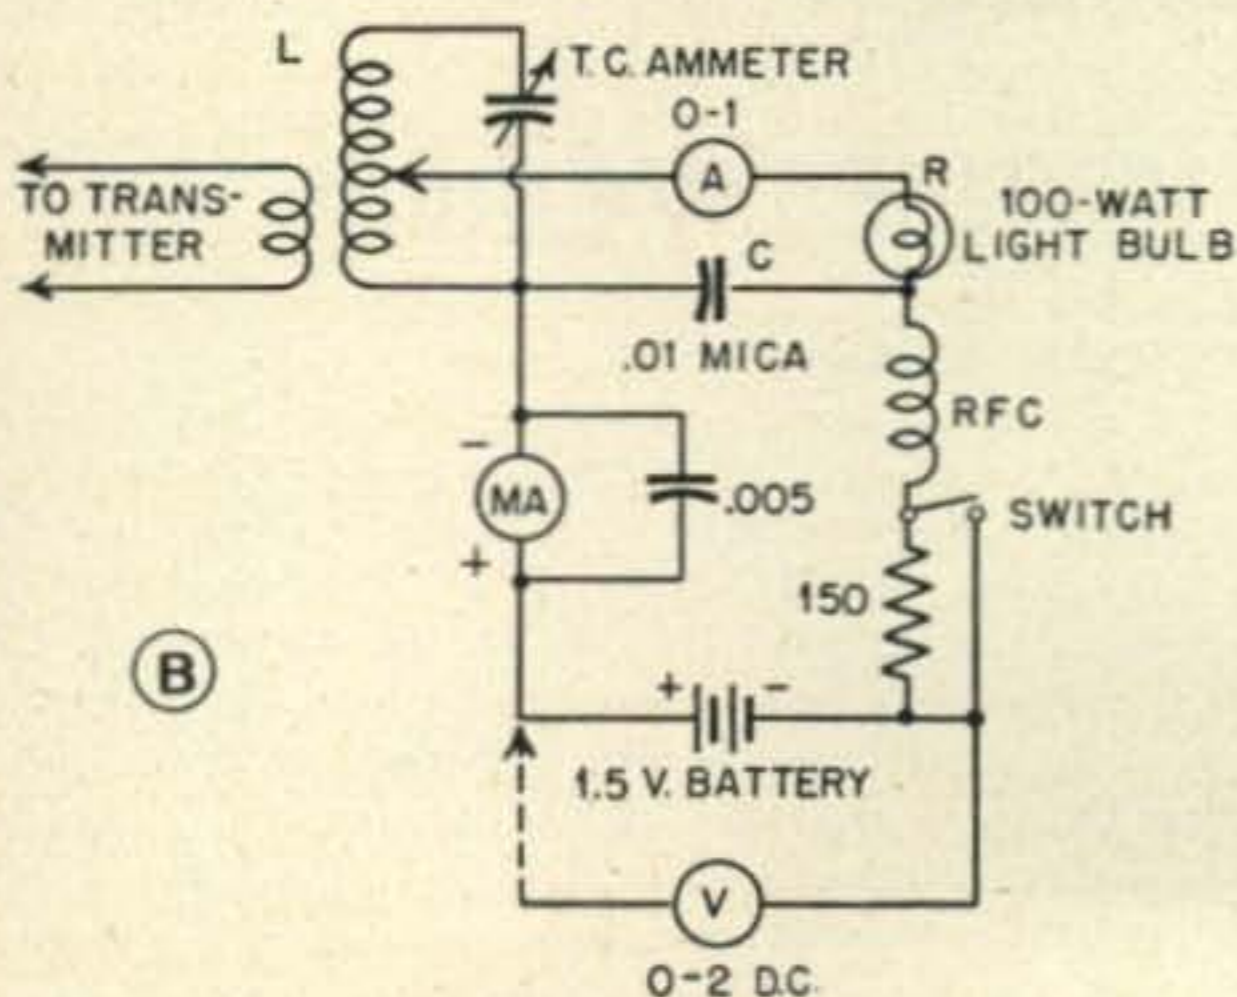 L
T.C. AMMETER
0-1
A
R
100-WATT
LIGHT BULB
TO TRANS-
MITTER
C
.01 MICA
RFC
-
MA
+
.005
SWITCH
150
B
+ -
1.5 V. BATTERY
V
0-2 D.C.